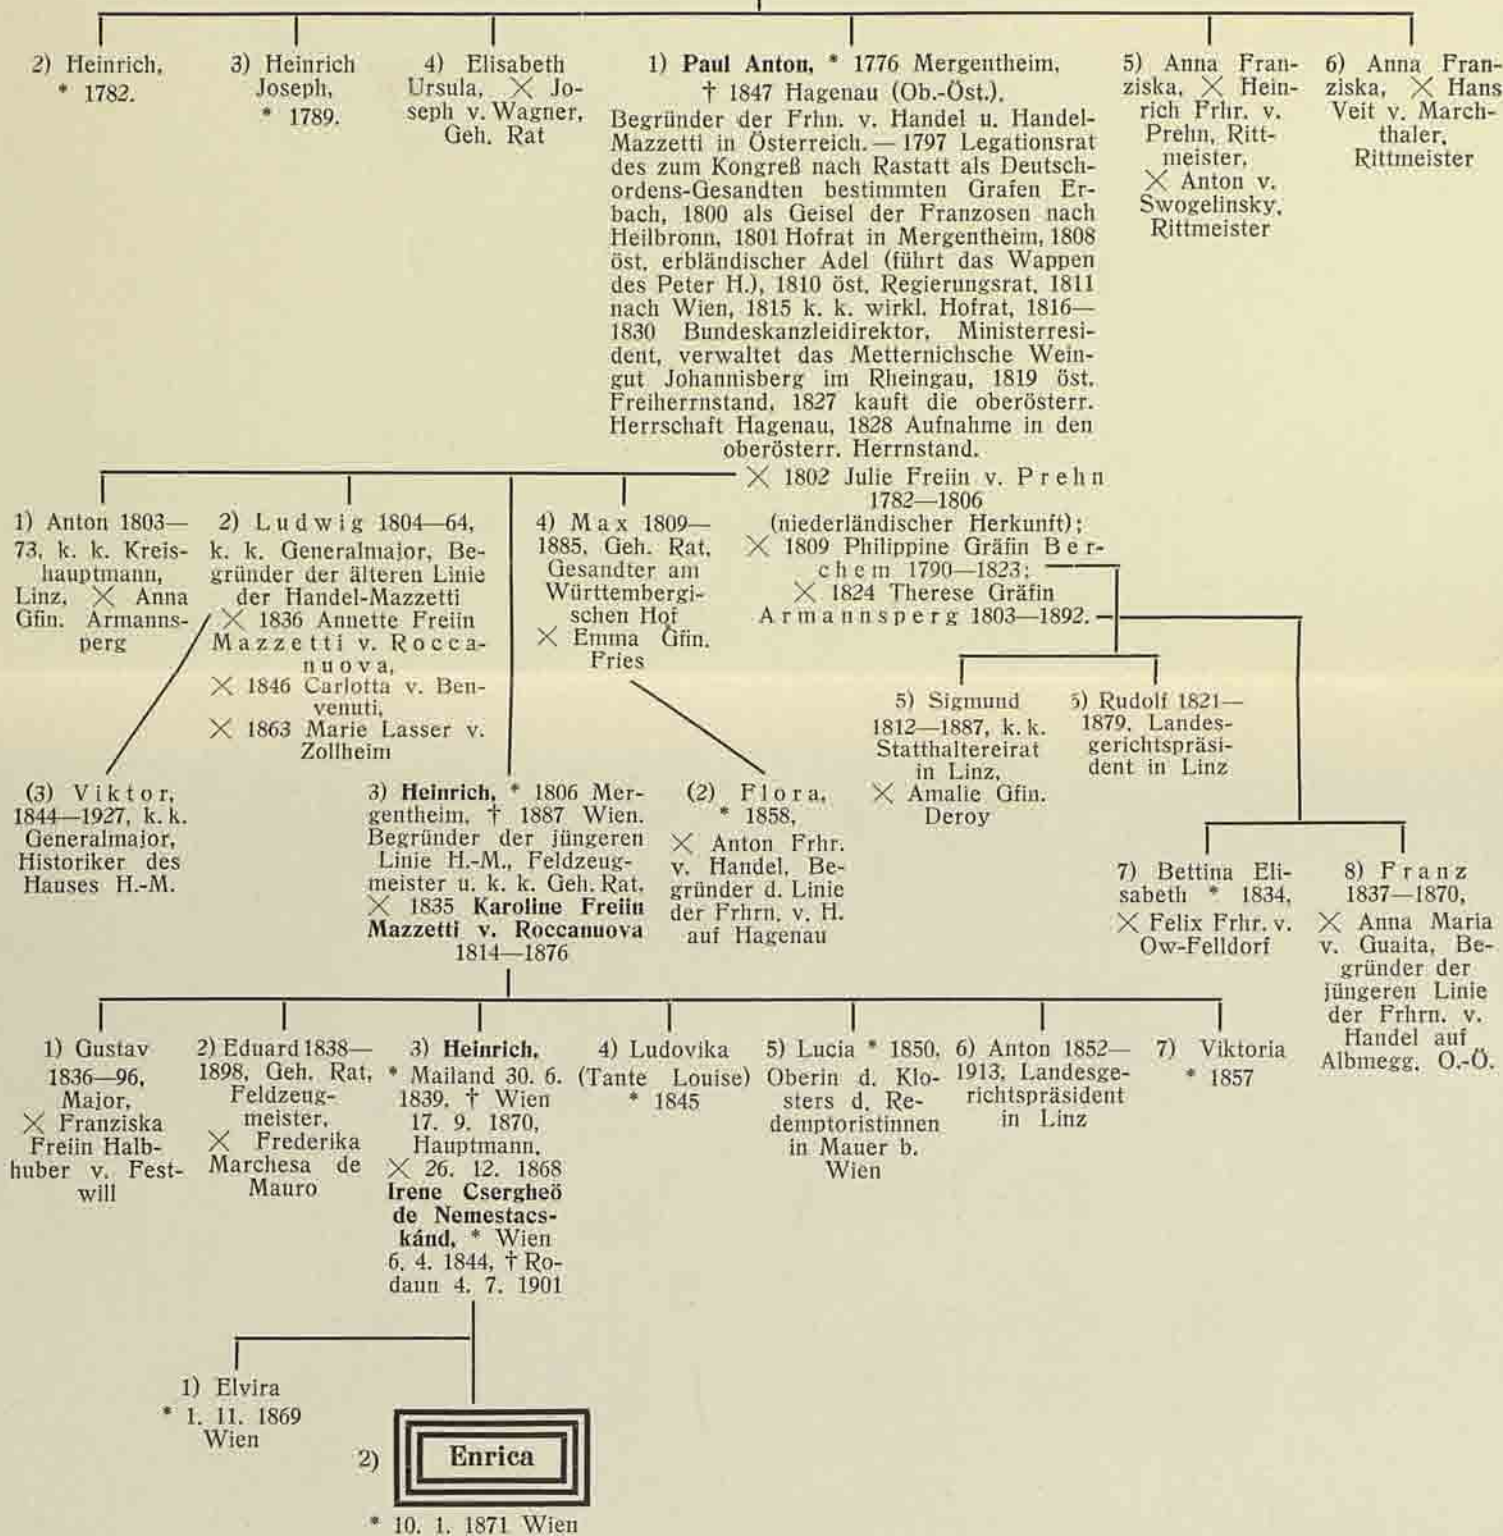 2) Heinrich,
* 1782.
3) Heinrich
Joseph,
* 1789.
4) Elisabeth
Ursula, ⚔ Jo-
seph v. Wagner,
Geh. Rat
1) Paul Anton, * 1776 Mergentheim,
† 1847 Hagenau (Ob.-Öst.).
Begründer der Frhn. v. Handel u. Handel-
Mazzetti in Österreich. — 1797 Legationsrat
des zum Kongreß nach Rastatt als Deutsch-
ordens-Gesandten bestimmten Grafen Er-
bach, 1800 als Geisel der Franzosen nach
Heilbronn, 1801 Hofrat in Mergentheim, 1808
öst. erbländischer Adel (führt das Wappen
des Peter H.), 1810 öst. Regierungsrat, 1811
nach Wien, 1815 k. k. wirkl. Hofrat, 1816—
1830 Bundeskanzleidirektor, Ministerresi-
dent, verwaltet das Metternichsche Wein-
gut Johannisberg im Rheingau, 1819 öst.
Freiherrnstand, 1827 kauft die oberösterr.
Herrschaft Hagenau, 1828 Aufnahme in den
oberösterr. Herrnstand.
⚔ 1802 Julie Freiin v. Prehn
1782—1806
(niederländischer Herkunft);
⚔ 1809 Philippine Gräfin Ber-
chem 1790—1823;
⚔ 1824 Therese Gräfin
Armannsperg 1803—1892.
5) Anna Fran-
ziska, ⚔ Hein-
rich Frhr. v.
Prehn, Ritt-
meister,
⚔ Anton v.
Swogelinsky,
Rittmeister
6) Anna Fran-
ziska, ⚔ Hans
Veit v. March-
thaler,
Rittmeister
1) Anton 1803—
73, k. k. Kreis-
hauptmann,
Linz, ⚔ Anna
Gfin. Armanns-
perg
2) Ludwig 1804—64,
k. k. Generalmajor, Be-
gründer der älteren Linie
der Handel-Mazzetti
⚔ 1836 Annette Freiin
Mazzetti v. Rocca-
nuova,
⚔ 1846 Carlotta v. Ben-
venuti,
⚔ 1863 Marie Lasser v.
Zollheim
4) Max 1809—
1885, Geh. Rat,
Gesandter am
Württembergi-
schen Hof
⚔ Emma Gfin.
Fries
5) Sigmund
1812—1887, k. k.
Statthaltereirat
in Linz,
⚔ Amalie Gfin.
Deroy
5) Rudolf 1821—
1879, Landes-
gerichtspräsi-
dent in Linz
(3) Viktor,
1844—1927, k. k.
Generalmajor,
Historiker des
Hauses H.-M.
3) Heinrich, * 1806 Mer-
gentheim, † 1887 Wien.
Begründer der jüngeren
Linie H.-M., Feldzeug-
meister u. k. k. Geh. Rat,
⚔ 1835 Karoline Freiin
Mazzetti v. Roccanuova
1814—1876
(2) Flora,
* 1858,
⚔ Anton Frhr.
v. Handel, Be-
gründer d. Linie
der Frhrn. v. H.
auf Hagenau
7) Bettina Eli-
sabeth * 1834,
⚔ Felix Frhr. v.
Ow-Felldorf
8) Franz
1837—1870,
⚔ Anna Maria
v. Guaita, Be-
gründer der
jüngeren Linie
der Frhrn. v.
Handel auf
Albmegg, O.-Ö.
1) Gustav
1836—96,
Major,
⚔ Franziska
Freiin Halb-
huber v. Fest-
will
2) Eduard 1838—
1898, Geh. Rat,
Feldzeug-
meister,
⚔ Frederika
Marchesa de
Mauro
3) Heinrich,
* Mailand 30. 6.
1839, † Wien
17. 9. 1870,
Hauptmann,
⚔ 26. 12. 1868
Irene Csergheö
de Nemestacs-
kánd, * Wien
6. 4. 1844, † Ro-
daun 4. 7. 1901
4) Ludovika
(Tante Louise)
* 1845
5) Lucia * 1850,
Oberin d. Klo-
sters d. Re-
demptoristinnen
in Mauer b.
Wien
6) Anton 1852—
1913, Landesge-
richtspräsident
in Linz
7) Viktoria
* 1857
1) Elvira
* 1. 11. 1869
Wien
2) Enrica
* 10. 1. 1871 Wien